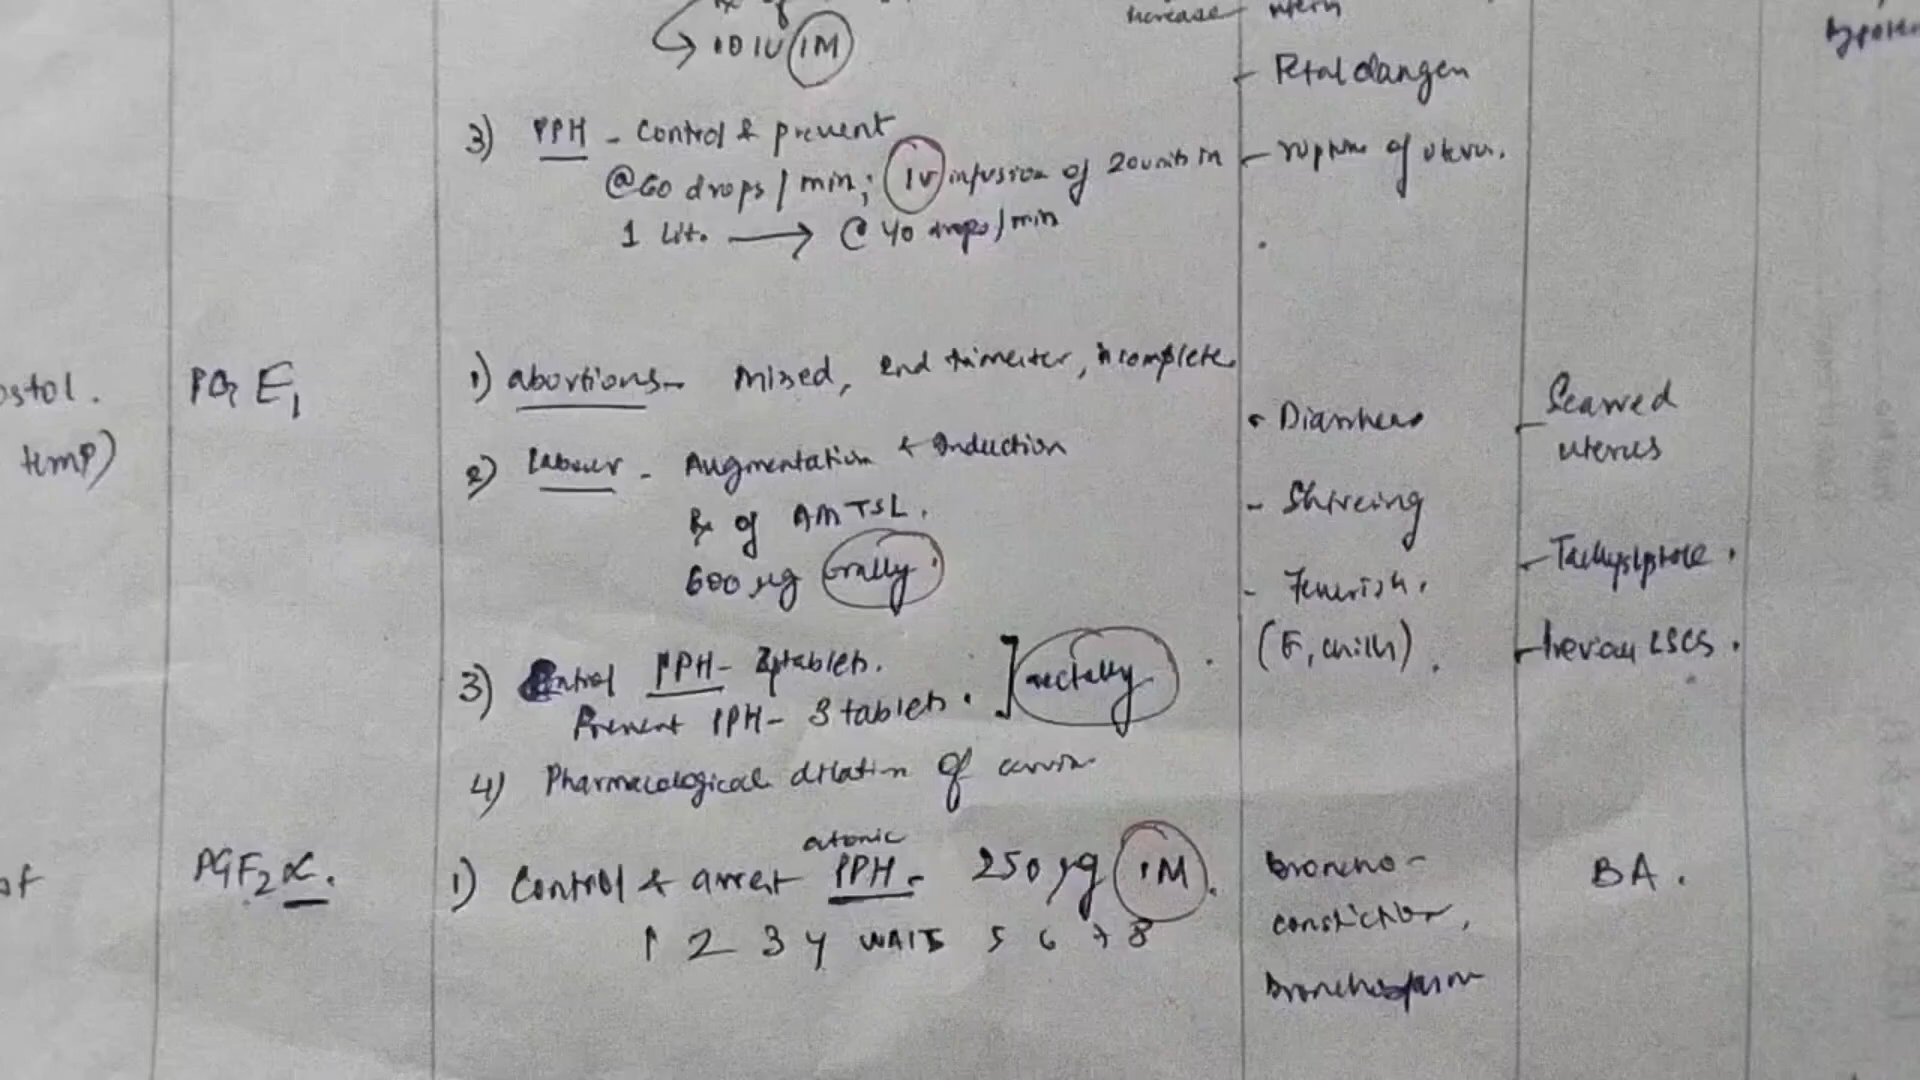 increase
→ 10 IU IM
- Fetal danger
3) PPH - Control & prevent
@ 60 drops / min; IV infusion of 20 units in
1 Lit. → @ 40 drops/min
- rupture of uterus.
ostol.
temp)
PG E1
1) abortions - Missed, 2nd trimester, incomplete
2) Labour - Augmentation & Induction
Rx of AMTSL.
600 µg orally.
3) Control PPH - tablets.
Prevent PPH - 3 tablets. ] rectally
4) Pharmacological dilation of cervix
• Diarrhea
- Shivering
- Feverish.
(F, chills).
- Scarred
uterus
- Tachysystole.
- Previous LSCS.
of
PGF2α.
atonic
1) Control & arrest PPH - 250 µg IM.
1 2 3 4 WAIT 5 6 7 8
Broncho-
constriction,
Bronchospasm
BA.